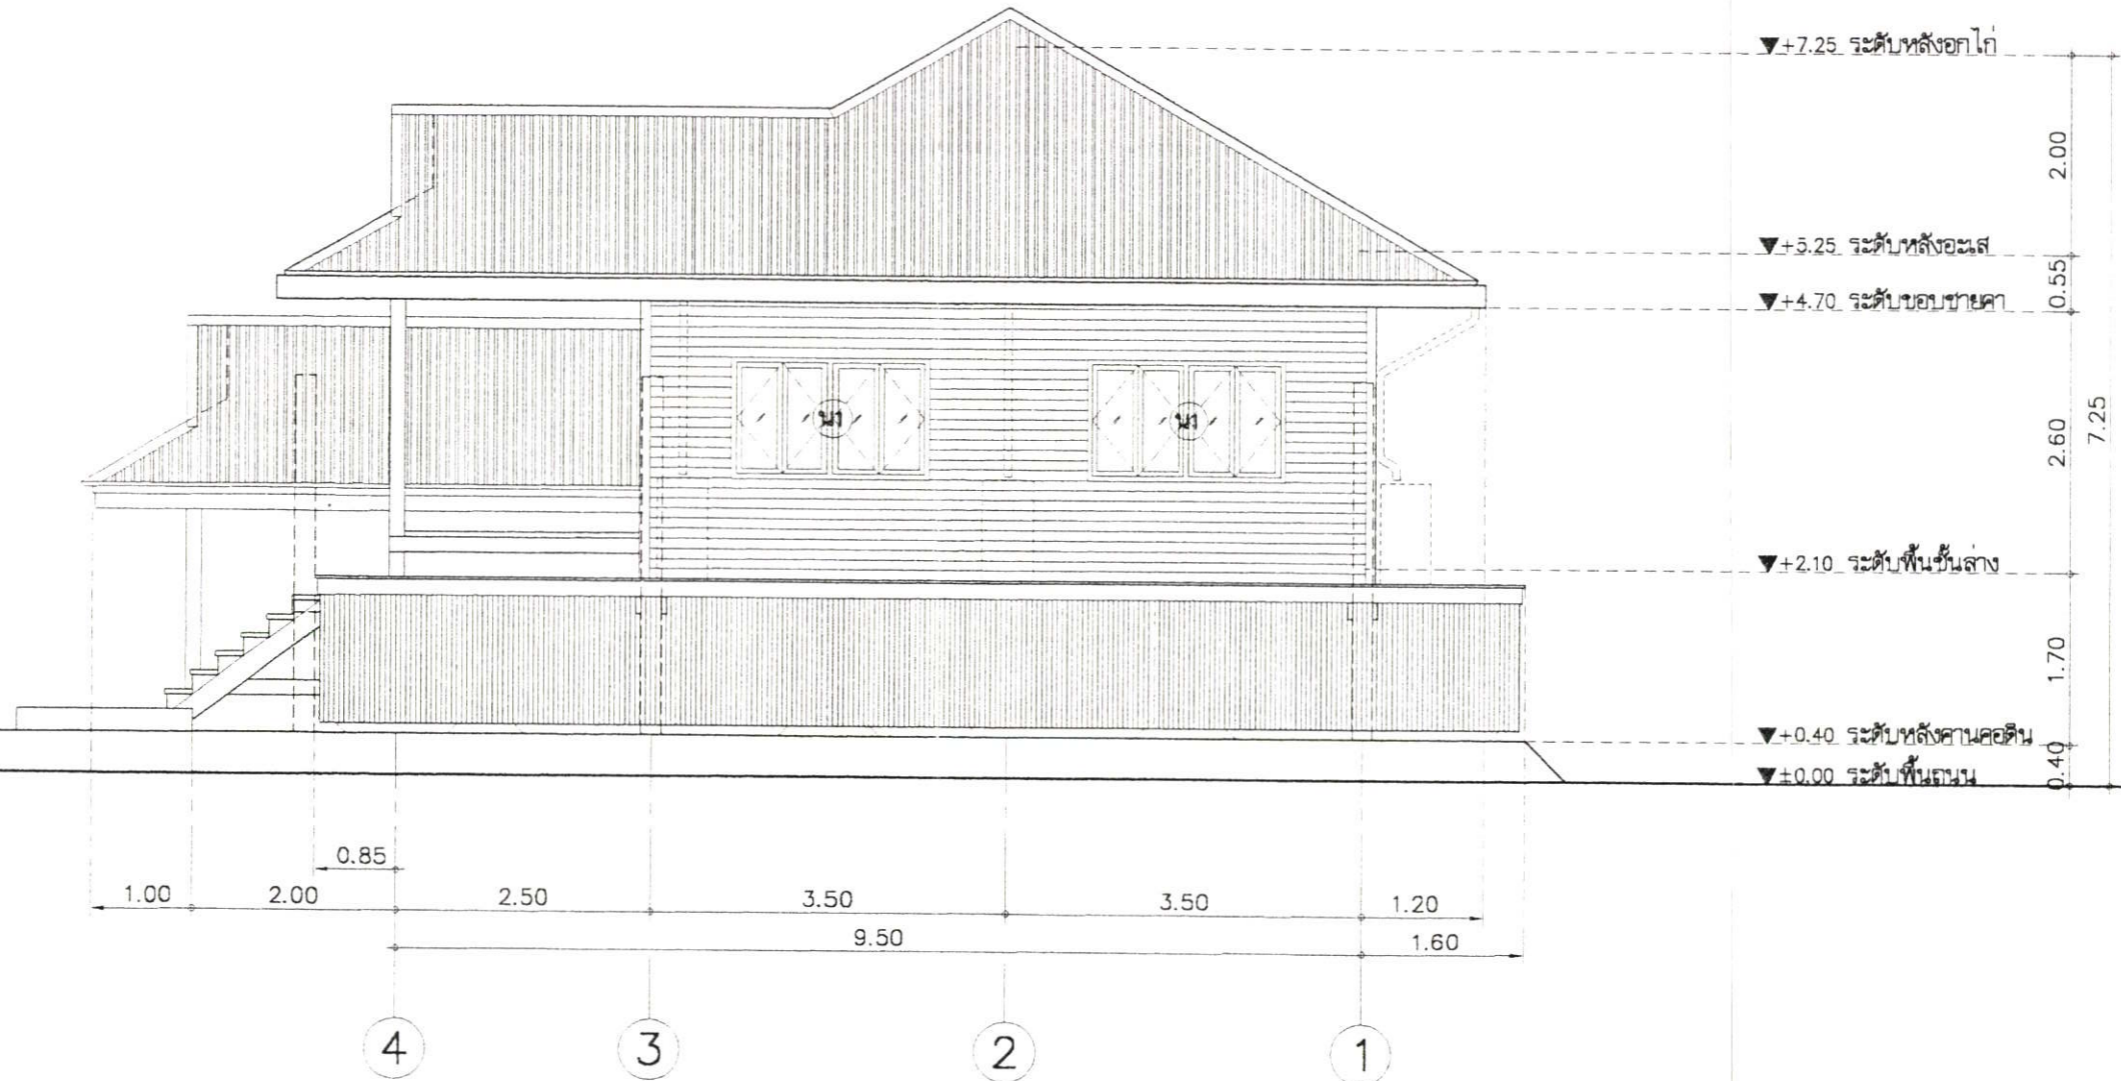 ▼+7.25 ระดับหลังอกไก่
2.00
▼+5.25 ระดับหลังอะเส
0.55
▼+4.70 ระดับขอบชายคา
7.25
2.60
น1
น1
▼+2.10 ระดับพื้นชั้นล่าง
1.70
▼+0.40 ระดับหลังคานคอดิน
0.40
▼±0.00 ระดับพื้นถนน
0.85
1.00 2.00 2.50 3.50 3.50 1.20
9.50 1.60
4 3 2 1